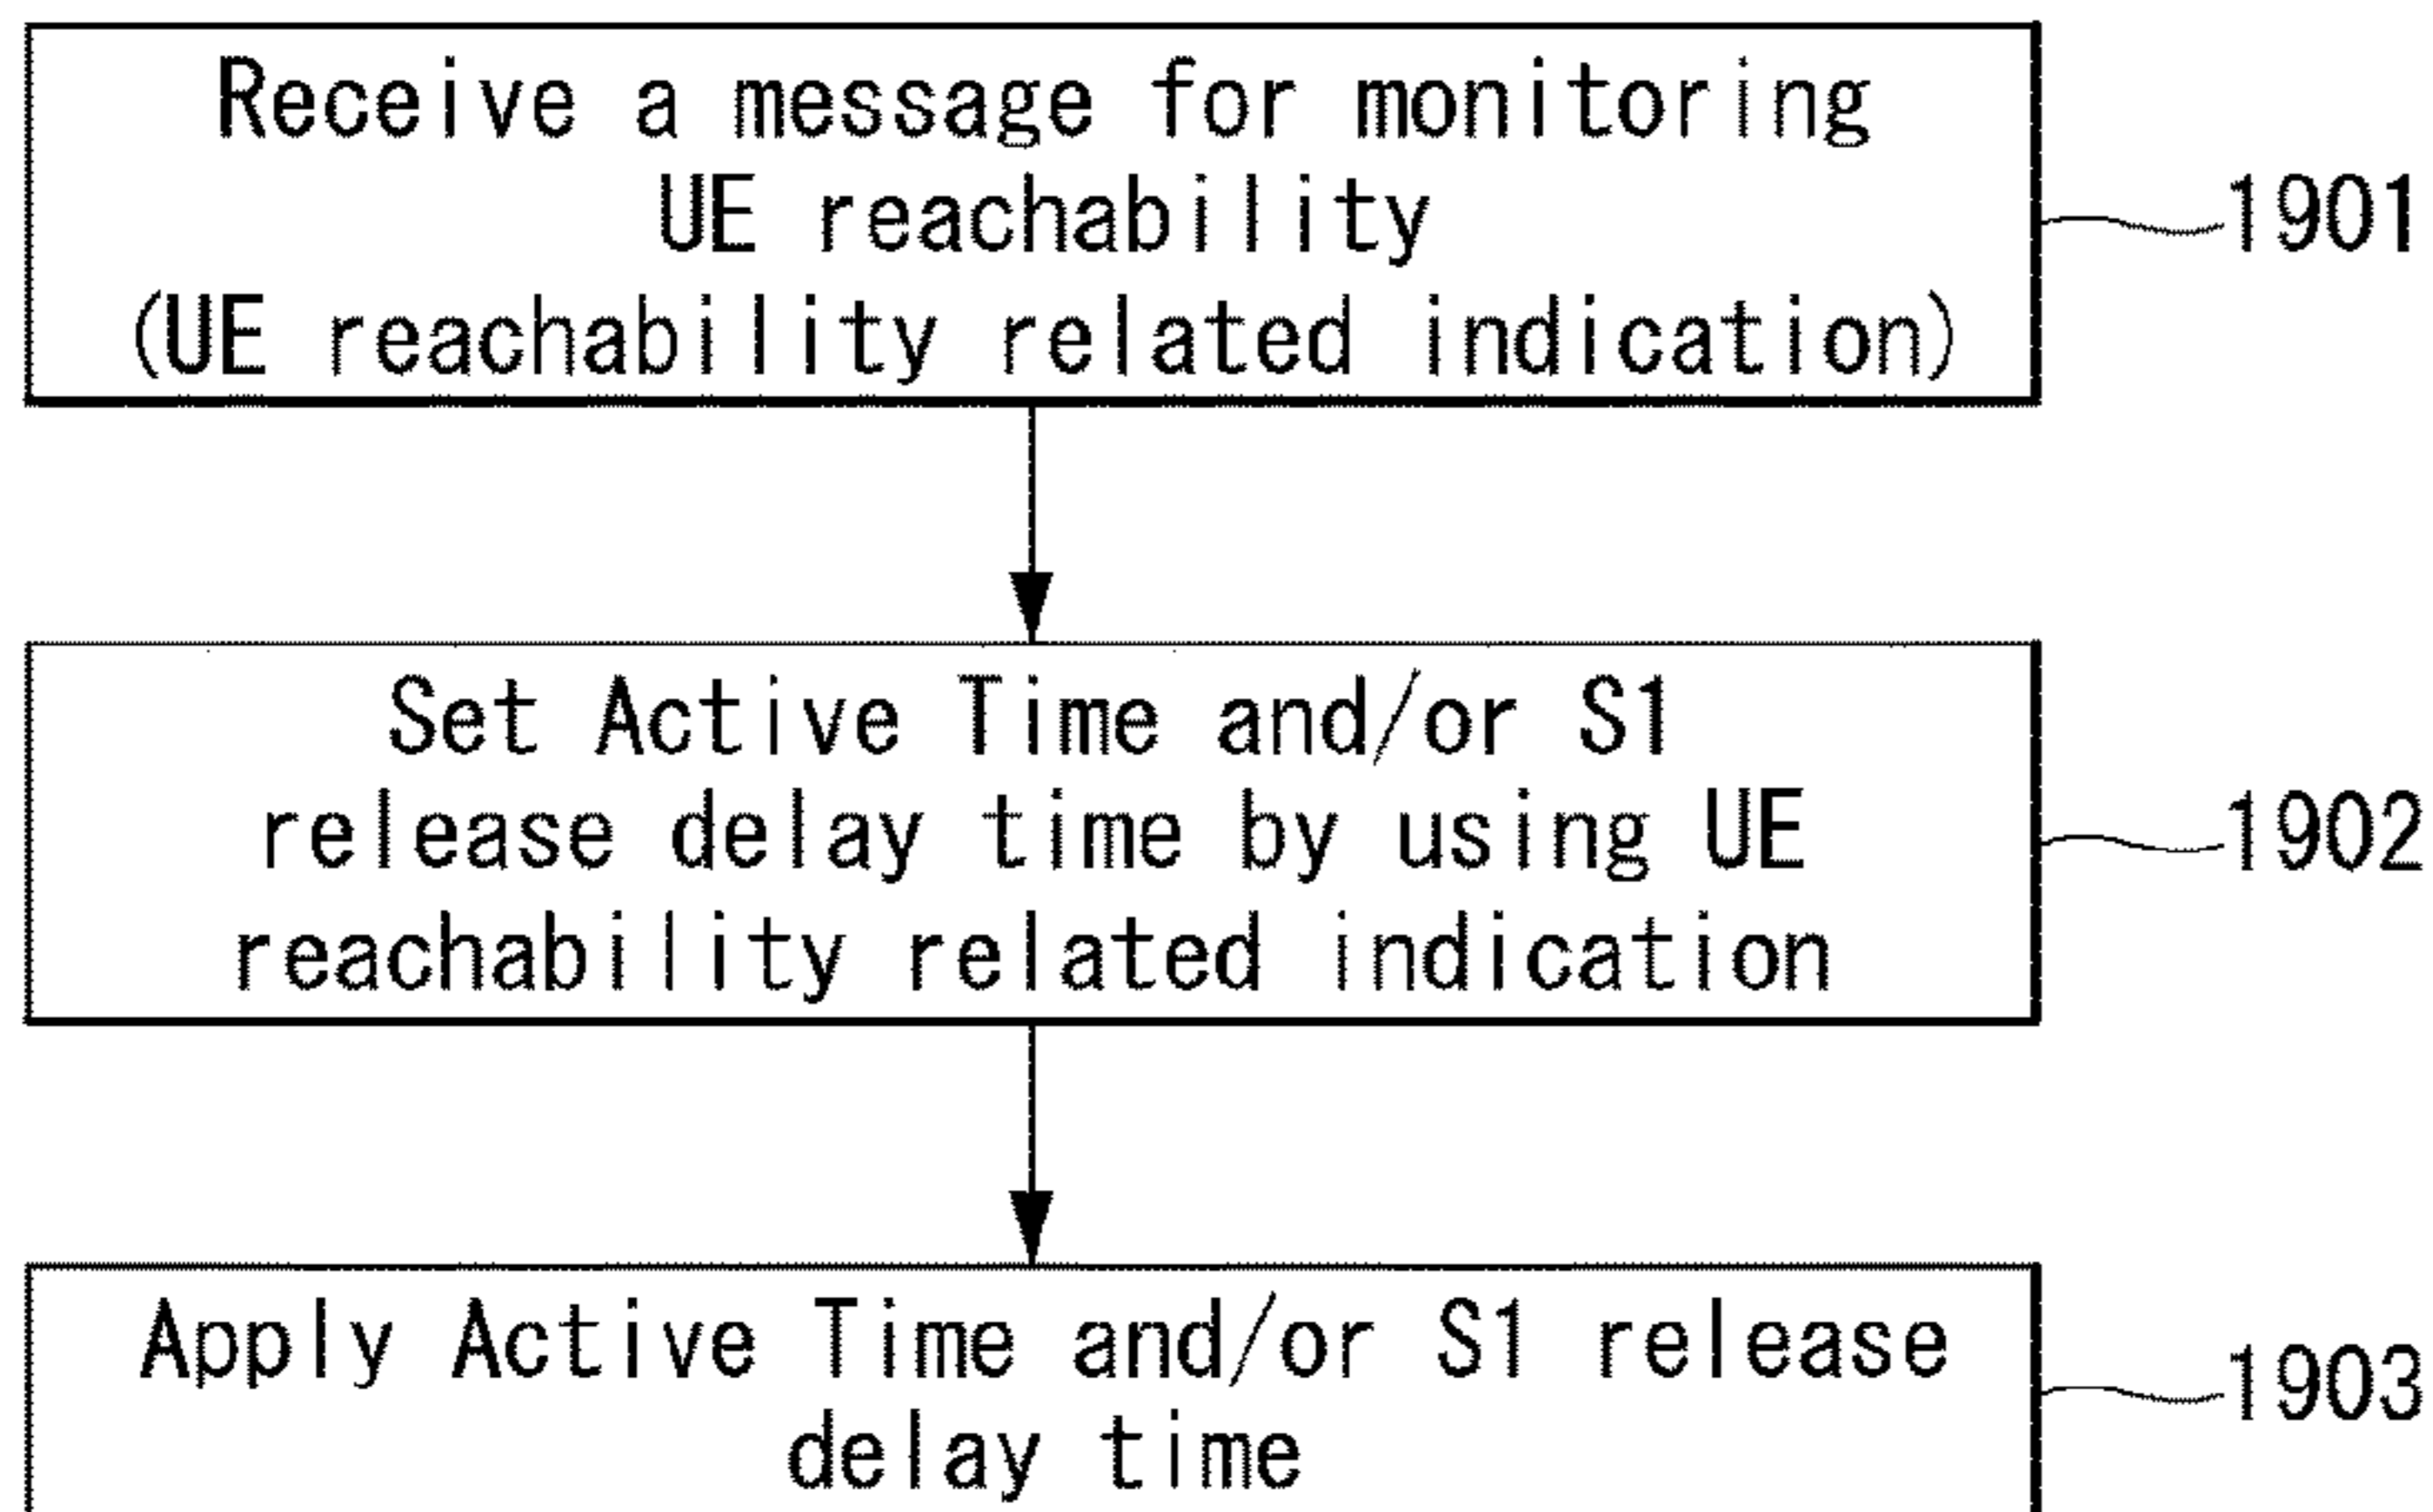 Receive a message for monitoring
UE reachability
(UE reachability related indication)
1901
Set Active Time and/or S1
release delay time by using UE
reachability related indication
1902
Apply Active Time and/or S1 release
delay time
1903